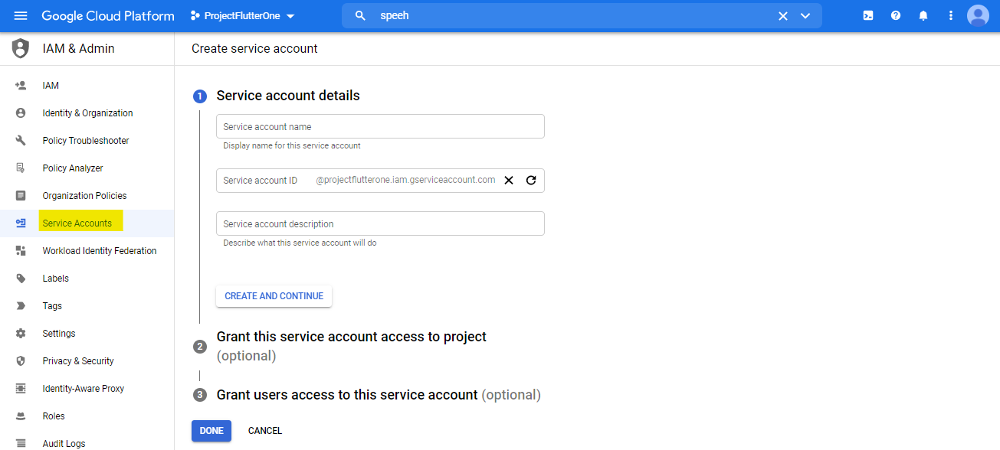 Google Cloud Platform
ProjectFlutterOne
speeh
IAM & Admin
Create service account
IAM
Identity & Organization
Policy Troubleshooter
Policy Analyzer
Organization Policies
Service Accounts
Workload Identity Federation
Labels
Tags
Settings
Privacy & Security
Identity-Aware Proxy
Roles
Audit Logs
1 Service account details
Service account name
Display name for this service account
Service account ID @projectflutterone.iam.gserviceaccount.com
Service account description
Describe what this service account will do
CREATE AND CONTINUE
2 Grant this service account access to project
(optional)
3 Grant users access to this service account (optional)
DONE CANCEL